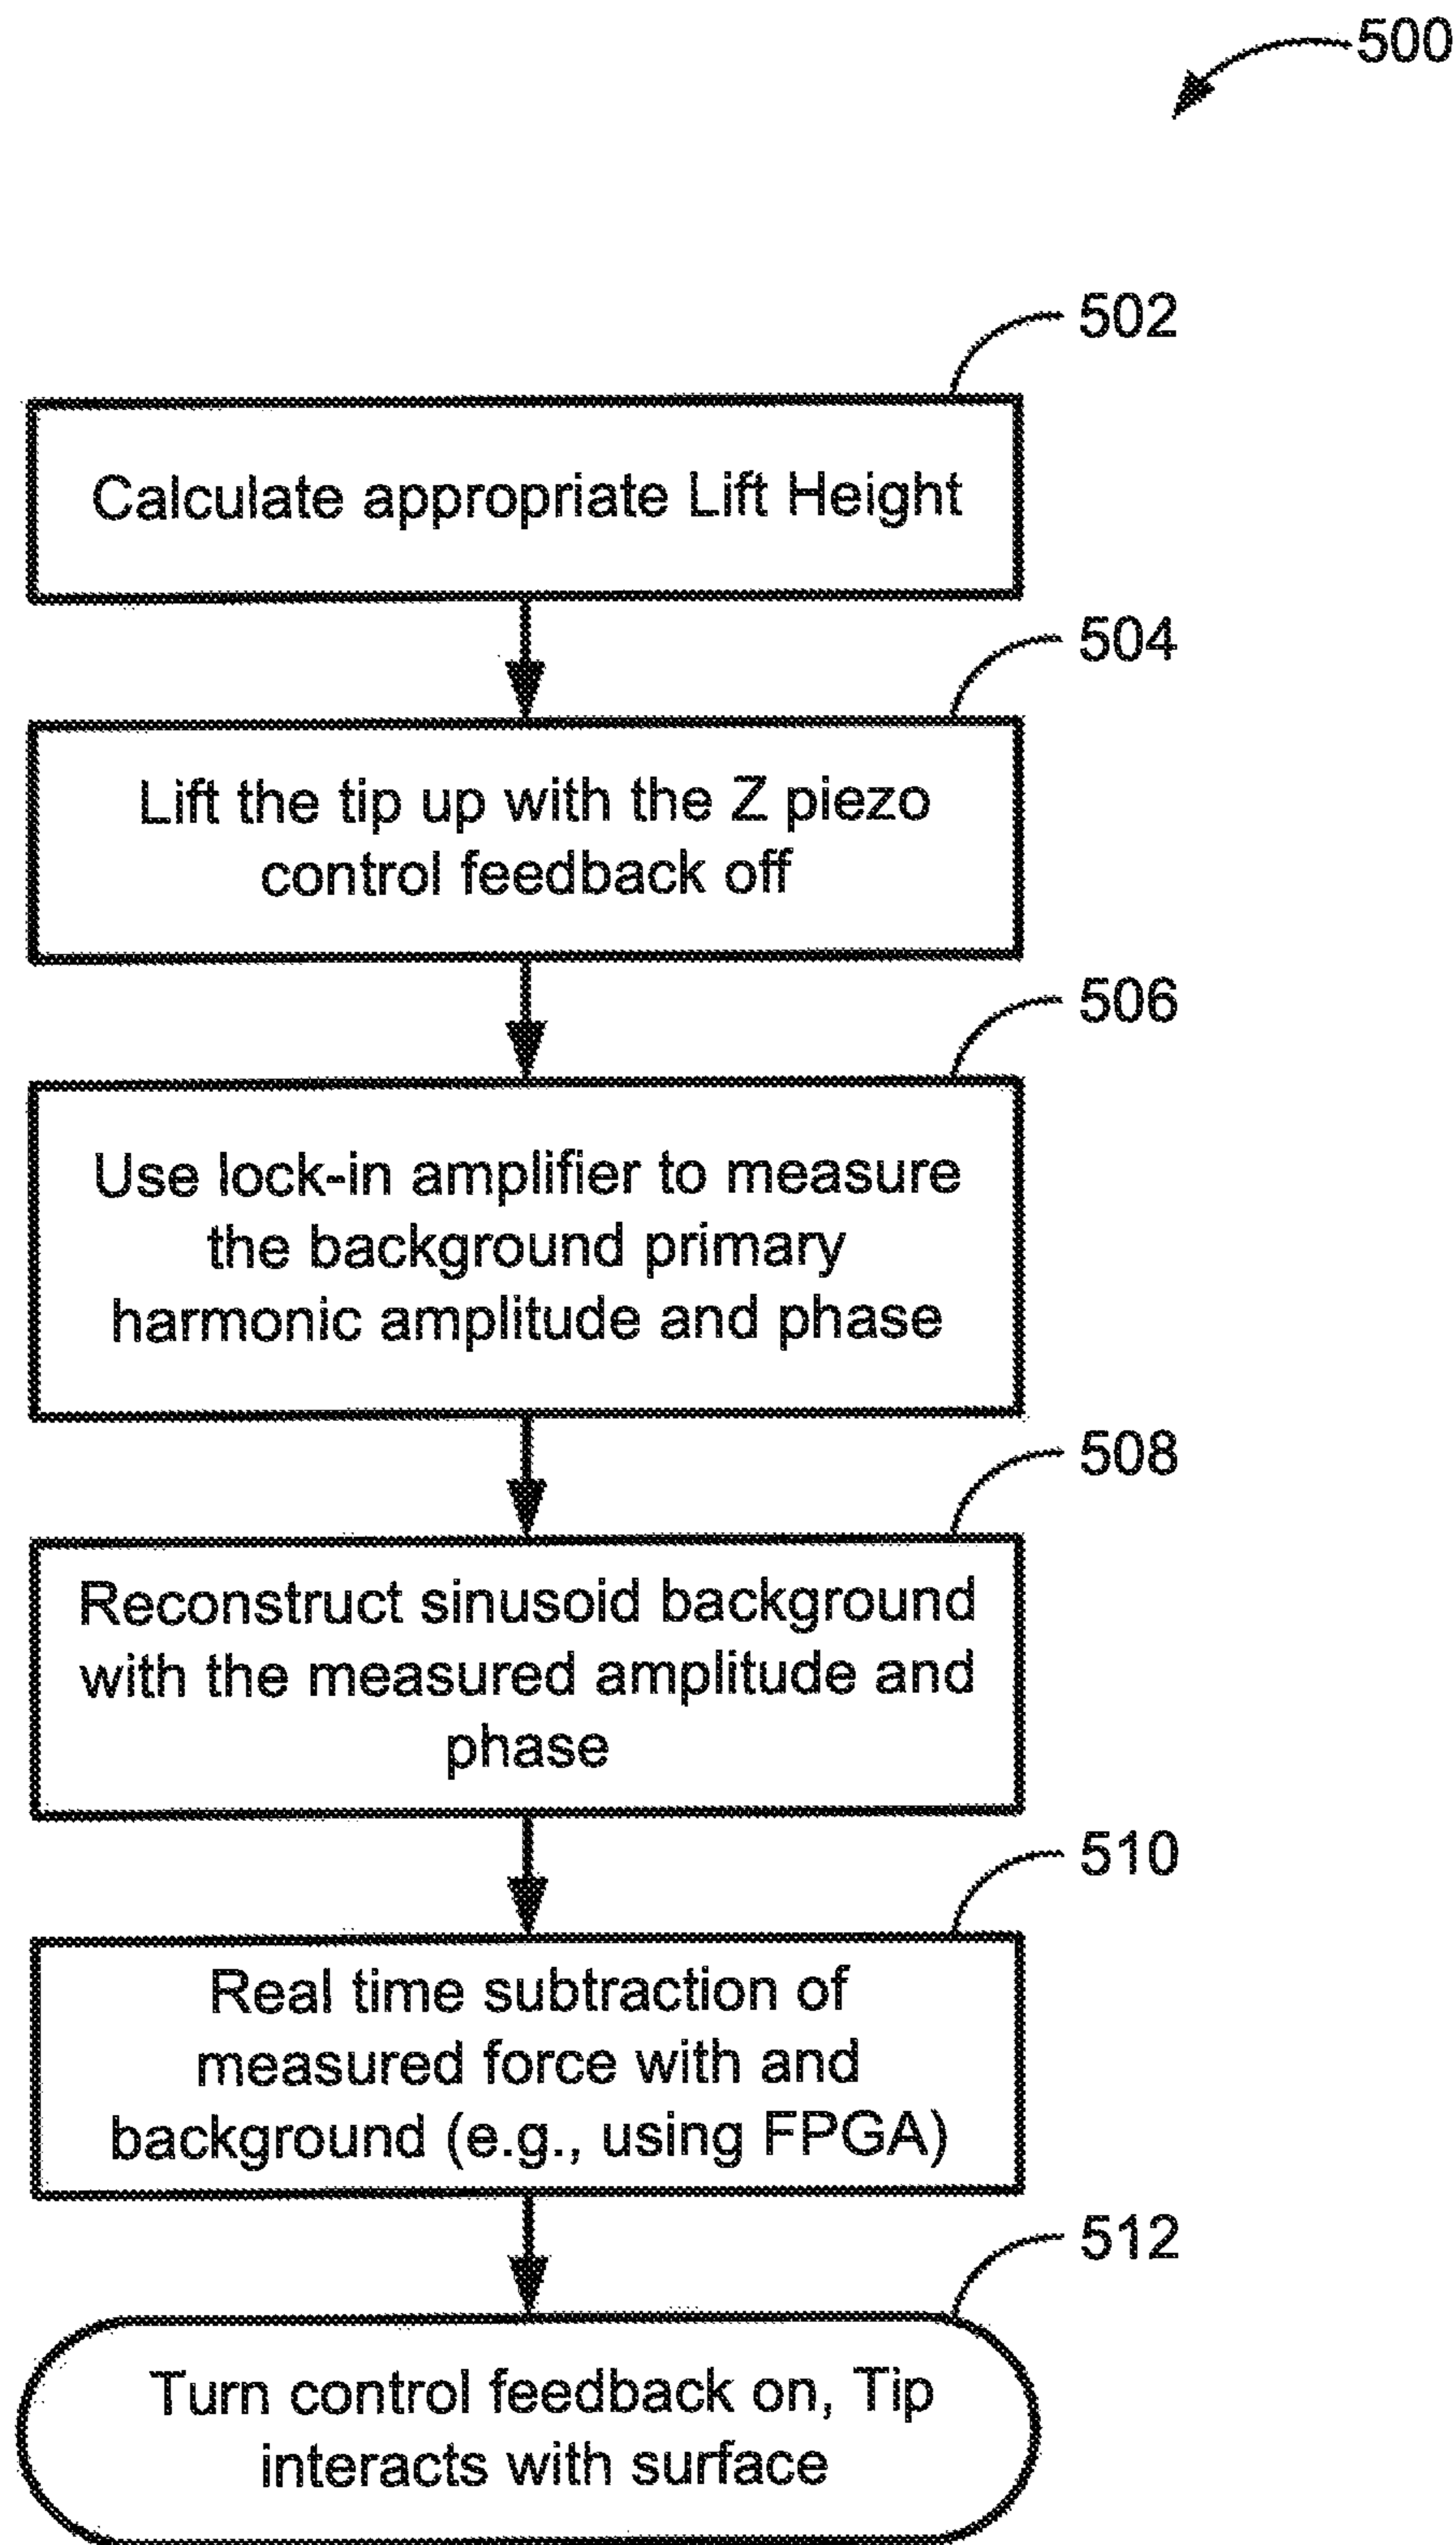 500
502
Calculate appropriate Lift Height
504
Lift the tip up with the Z piezo
control feedback off
506
Use lock-in amplifier to measure
the background primary
harmonic amplitude and phase
508
Reconstruct sinusoid background
with the measured amplitude and
phase
510
Real time subtraction of
measured force with and
background (e.g., using FPGA)
512
Turn control feedback on, Tip
interacts with surface